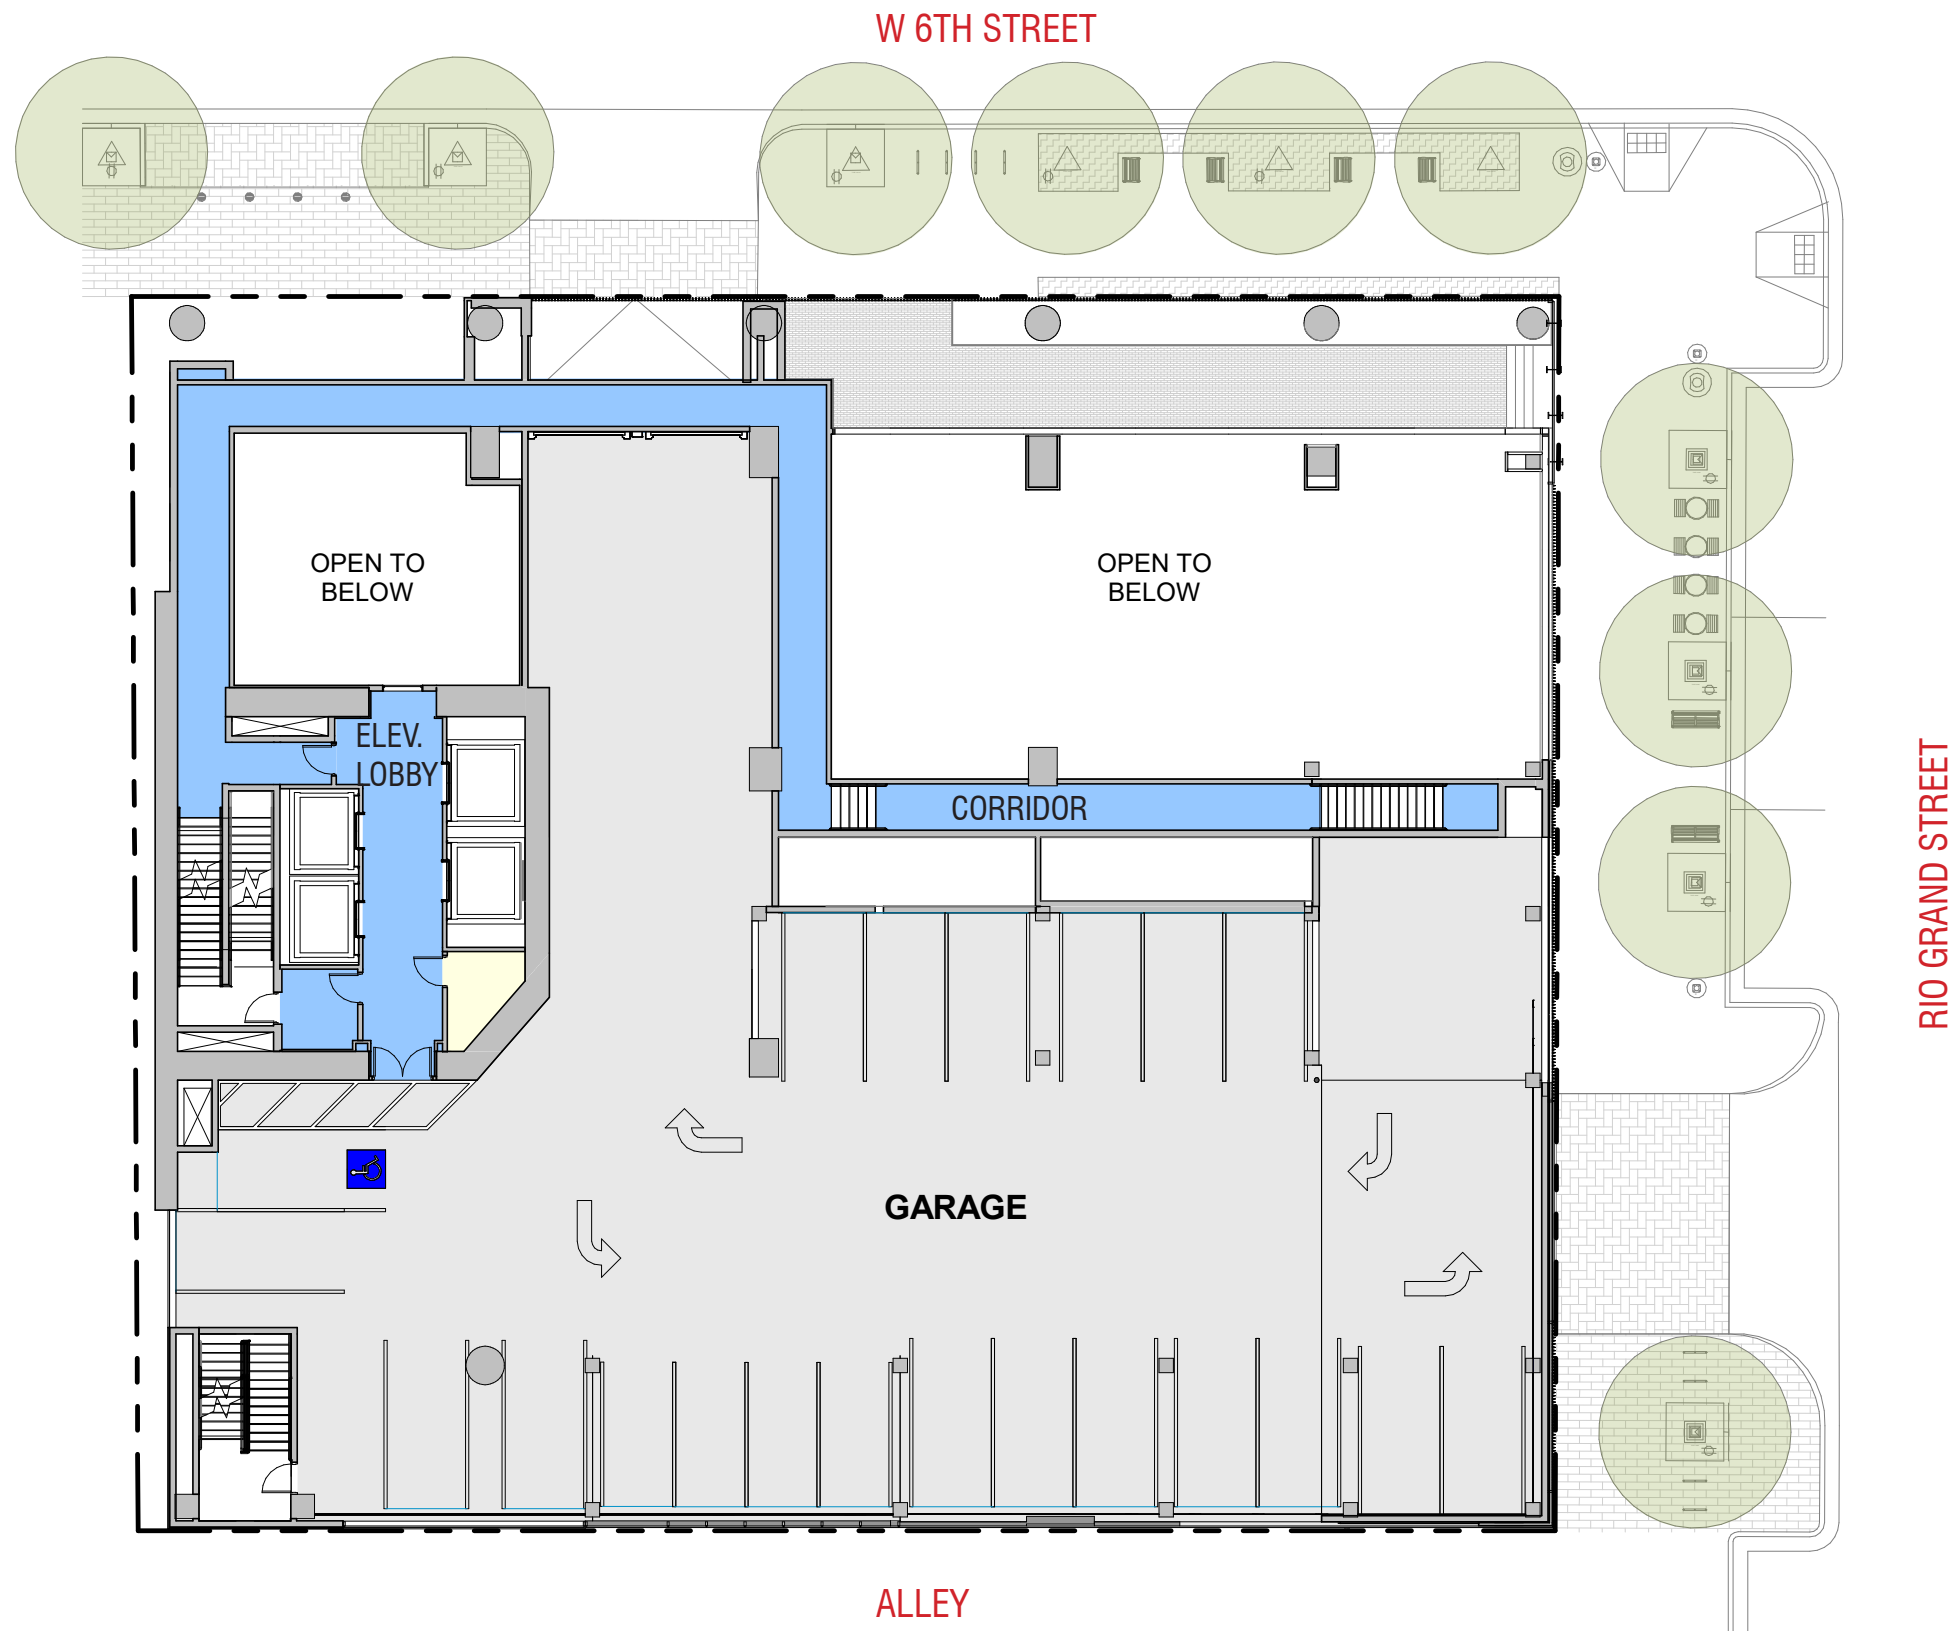 W 6TH STREET
OPEN TO
BELOW
OPEN TO
BELOW
ELEV.
LOBBY
CORRIDOR
RIO GRAND STREET
GARAGE
ALLEY